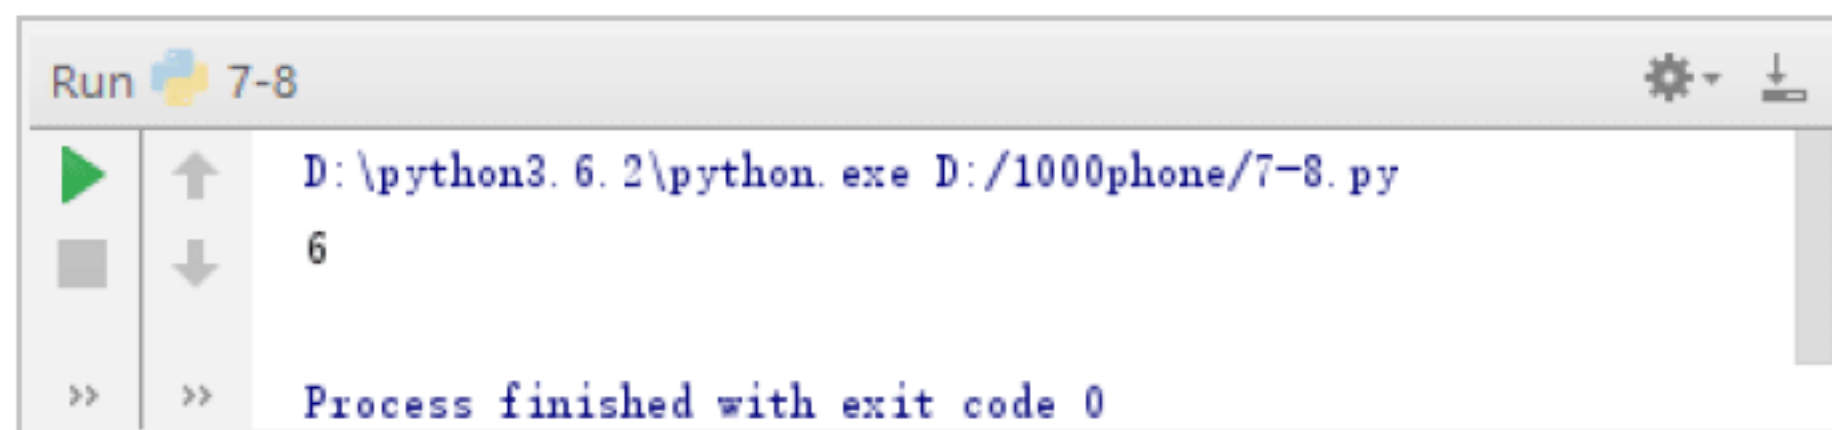 Run 7-8
D:\python3.6.2\python.exe D:/1000phone/7-8.py
6
Process finished with exit code 0